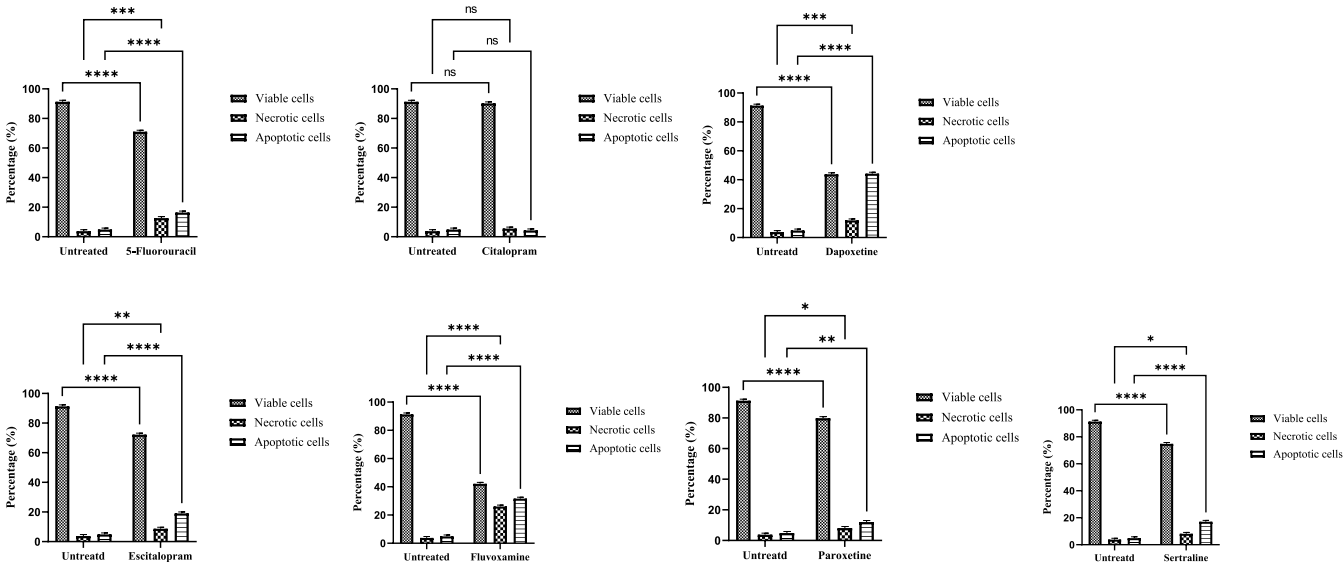 ***
****
****
100
80
60
40
20
0
Percentage (%)
Untreated
5-Fluorouracil
Viable cells
Necrotic cells
Apoptotic cells
ns
ns
ns
100
80
60
40
20
0
Percentage (%)
Untreated
Citalopram
Viable cells
Necrotic cells
Apoptotic cells
***
****
****
100
80
60
40
20
0
Percentage (%)
Untreatd
Dapoxetine
Viable cells
Necrotic cells
Apoptotic cells
**
****
****
100
80
60
40
20
0
Percentage (%)
Untreatd
Escitalopram
Viable cells
Necrotic cells
Apoptotic cells
****
****
****
100
80
60
40
20
0
Percentage (%)
Untreated
Fluvoxamine
Viable cells
Necrotic cells
Apoptotic cells
*
**
****
100
80
60
40
20
0
Percentage (%)
Untreatd
Paroxetine
Viable cells
Necrotic cells
Apoptotic cells
*
****
****
100
80
60
40
20
0
Percentage (%)
Untreatd
Sertraline
Viable cells
Necrotic cells
Apoptotic cells